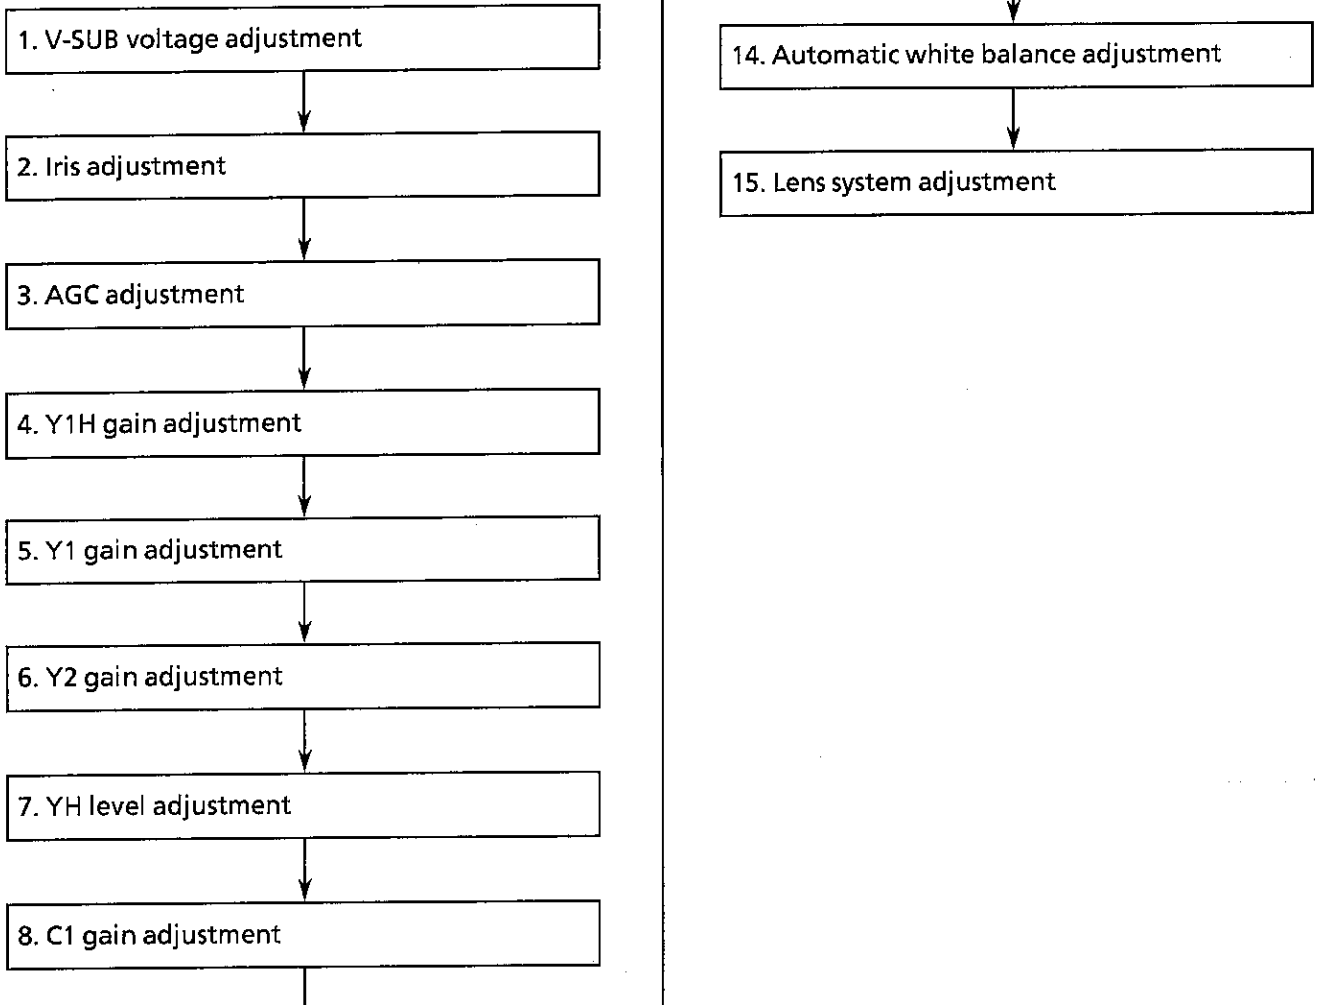 1. V-SUB voltage adjustment
2. Iris adjustment
3. AGC adjustment
4. Y1H gain adjustment
5. Y1 gain adjustment
6. Y2 gain adjustment
7. YH level adjustment
8. C1 gain adjustment
14. Automatic white balance adjustment
15. Lens system adjustment